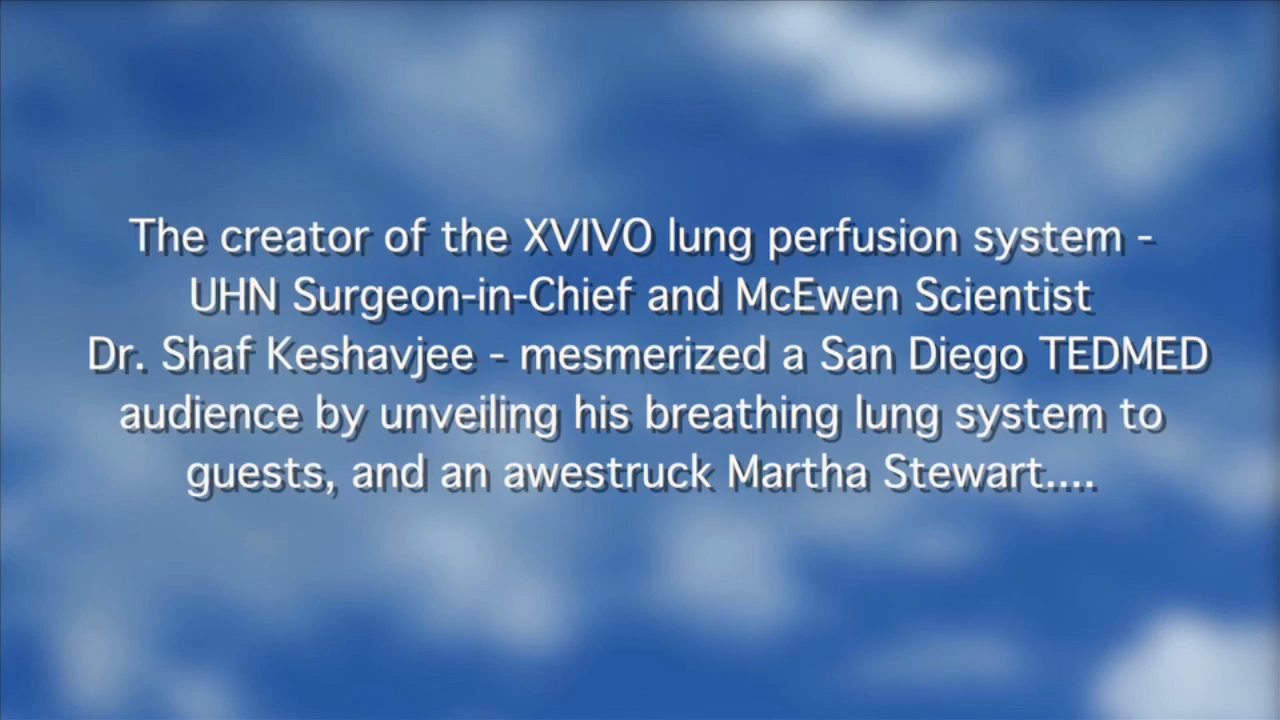 The creator of the XVIVO lung perfusion system -
UHN Surgeon-in-Chief and McEwen Scientist
Dr. Shaf Keshavjee - mesmerized a San Diego TEDMED
audience by unveiling his breathing lung system to
guests, and an awestruck Martha Stewart....